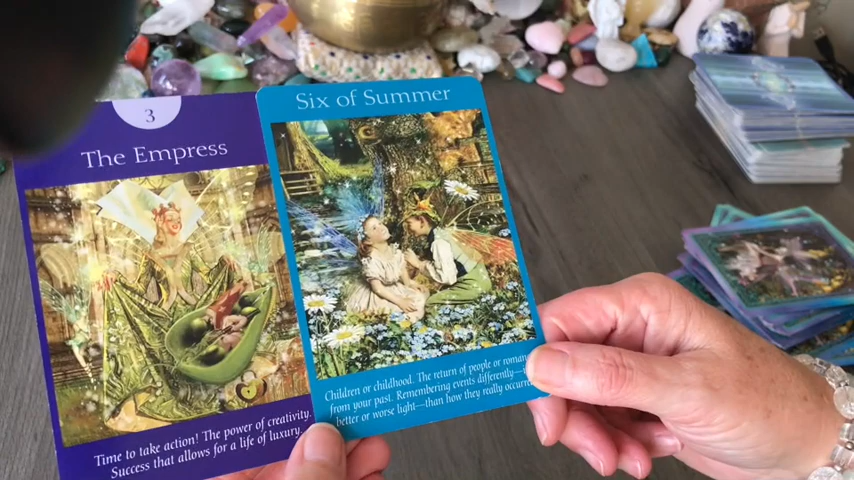 3
The Empress
Time to take action! The power of creativity.
Success that allows for a life of luxury.
Six of Summer
Children or childhood. The return of people or
from your past. Remembering events differently—
better or worse light—than how they really